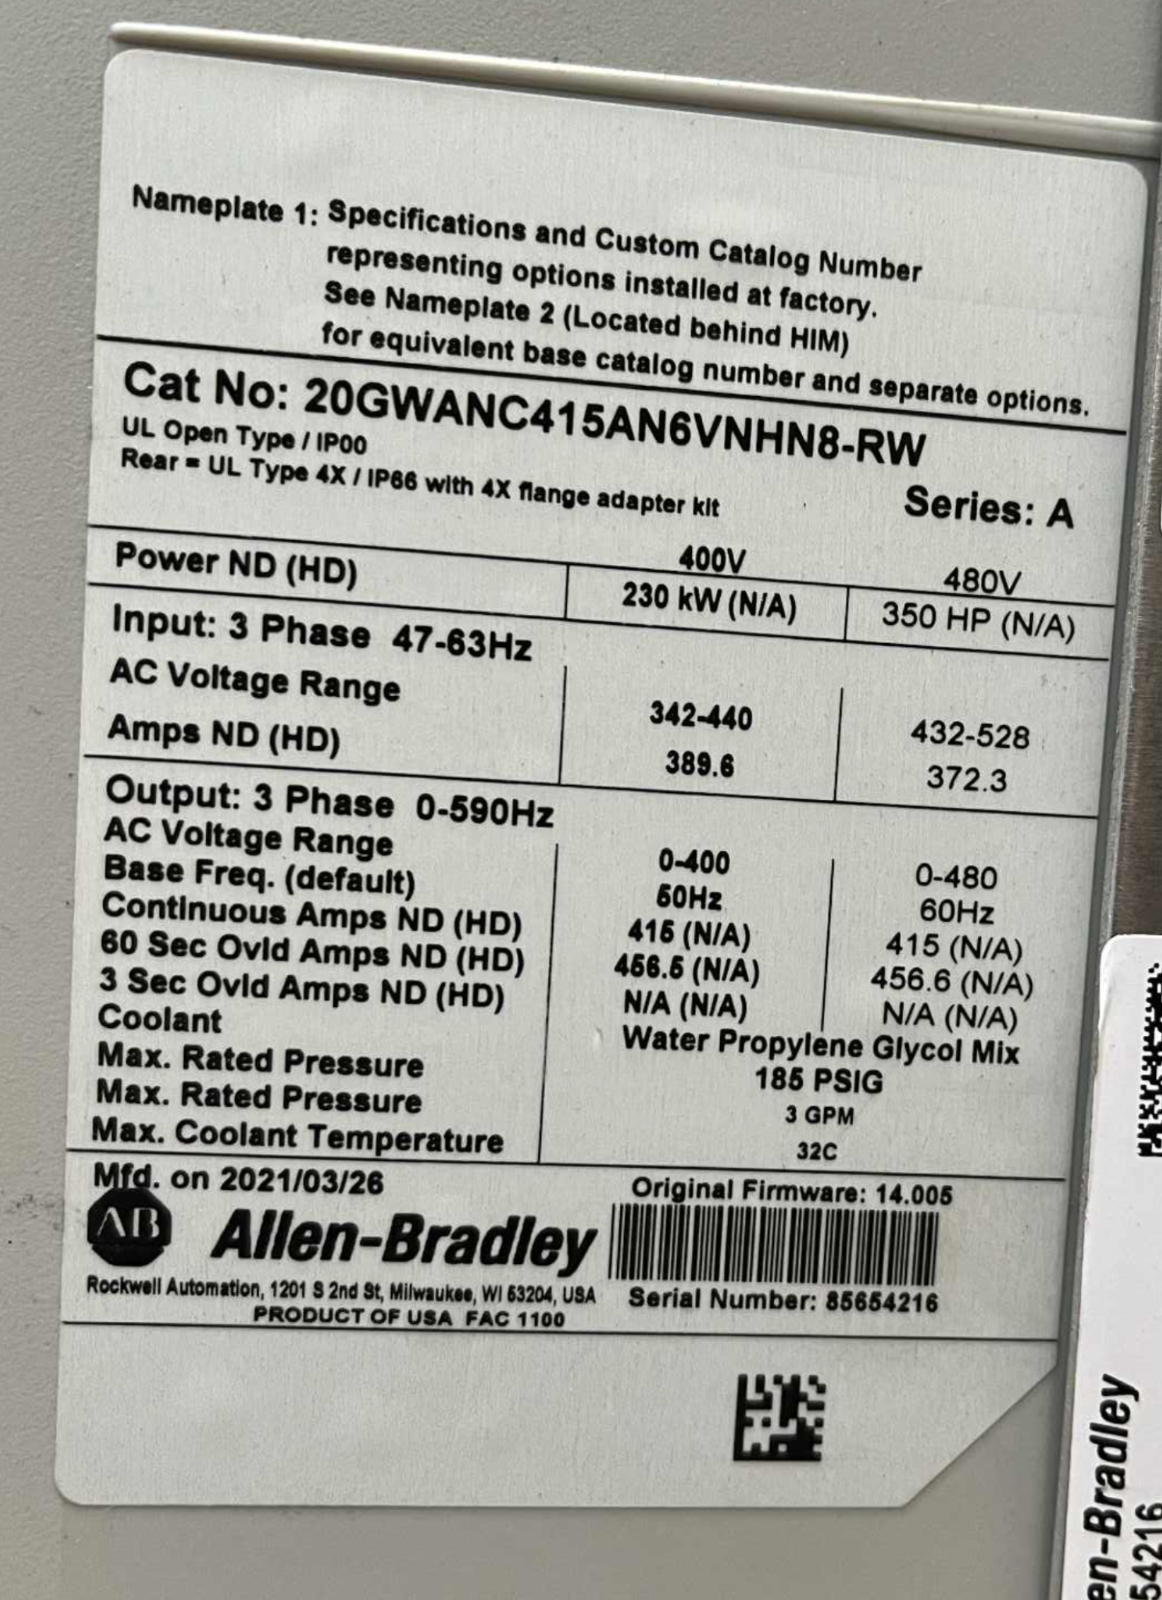 Nameplate 1: Specifications and Custom Catalog Number
representing options installed at factory.
See Nameplate 2 (Located behind HIM)
for equivalent base catalog number and separate options.
Cat No: 20GWANC415AN6VNHN8-RW
UL Open Type / IP00
Rear = UL Type 4X / IP66 with 4X flange adapter kit
Series: A
400V 480V
Power ND (HD) 230 kW (N/A) 350 HP (N/A)
Input: 3 Phase 47-63Hz
AC Voltage Range 342-440 432-528
Amps ND (HD) 389.6 372.3
Output: 3 Phase 0-590Hz
AC Voltage Range 0-400 0-480
Base Freq. (default) 50Hz 60Hz
Continuous Amps ND (HD) 415 (N/A) 415 (N/A)
60 Sec Ovld Amps ND (HD) 456.5 (N/A) 456.6 (N/A)
3 Sec Ovld Amps ND (HD) N/A (N/A) N/A (N/A)
Coolant Water Propylene Glycol Mix
Max. Rated Pressure 185 PSIG
Max. Rated Pressure 3 GPM
Max. Coolant Temperature 32C
Mfd. on 2021/03/26
Original Firmware: 14.005
AB Allen-Bradley
Rockwell Automation, 1201 S 2nd St, Milwaukee, WI 53204, USA
Serial Number: 85654216
PRODUCT OF USA FAC 1100
en-Bradley
54216